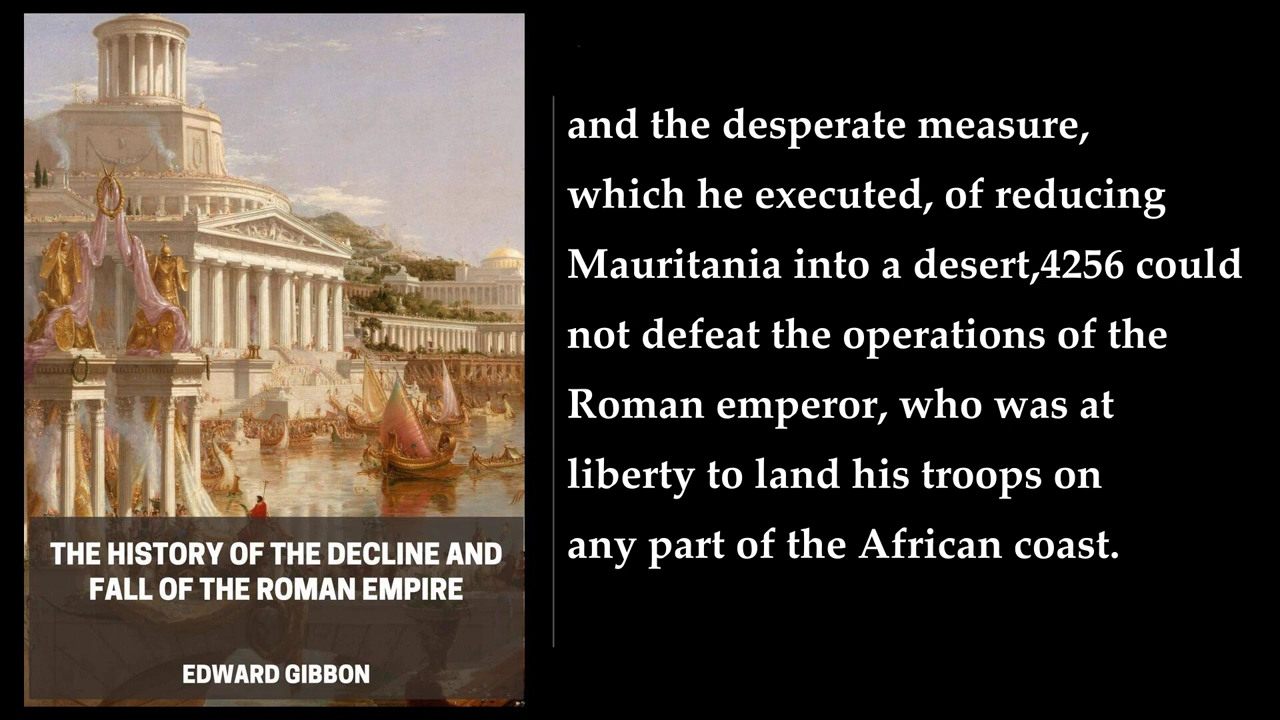 THE HISTORY OF THE DECLINE AND
FALL OF THE ROMAN EMPIRE
EDWARD GIBBON
and the desperate measure,
which he executed, of reducing
Mauritania into a desert,4256 could
not defeat the operations of the
Roman emperor, who was at
liberty to land his troops on
any part of the African coast.